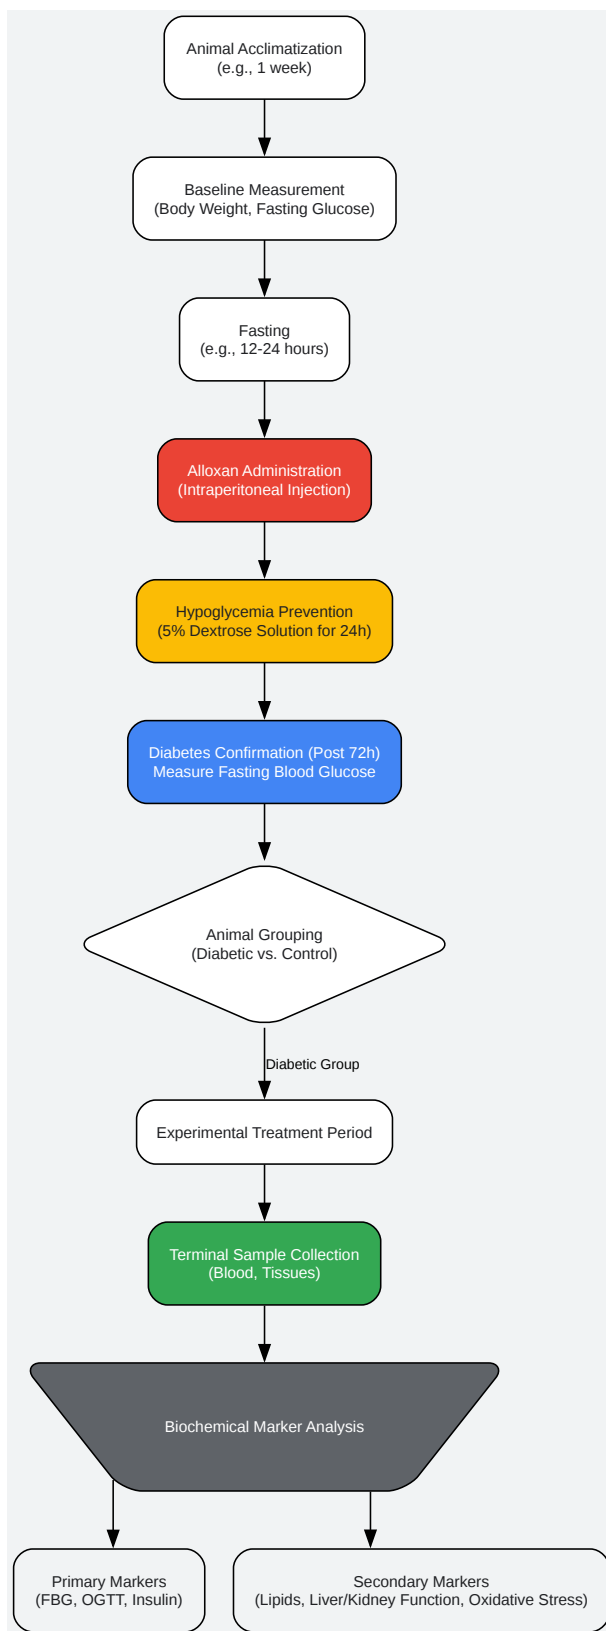 Animal Acclimatization
(e.g., 1 week)
Baseline Measurement
(Body Weight, Fasting Glucose)
Fasting
(e.g., 12-24 hours)
Alloxan Administration
(Intraperitoneal Injection)
Hypoglycemia Prevention
(5% Dextrose Solution for 24h)
Diabetes Confirmation (Post 72h)
Measure Fasting Blood Glucose
Animal Grouping
(Diabetic vs. Control)
Diabetic Group
Experimental Treatment Period
Terminal Sample Collection
(Blood, Tissues)
Biochemical Marker Analysis
Primary Markers
(FBG, OGTT, Insulin)
Secondary Markers
(Lipids, Liver/Kidney Function, Oxidative Stress)